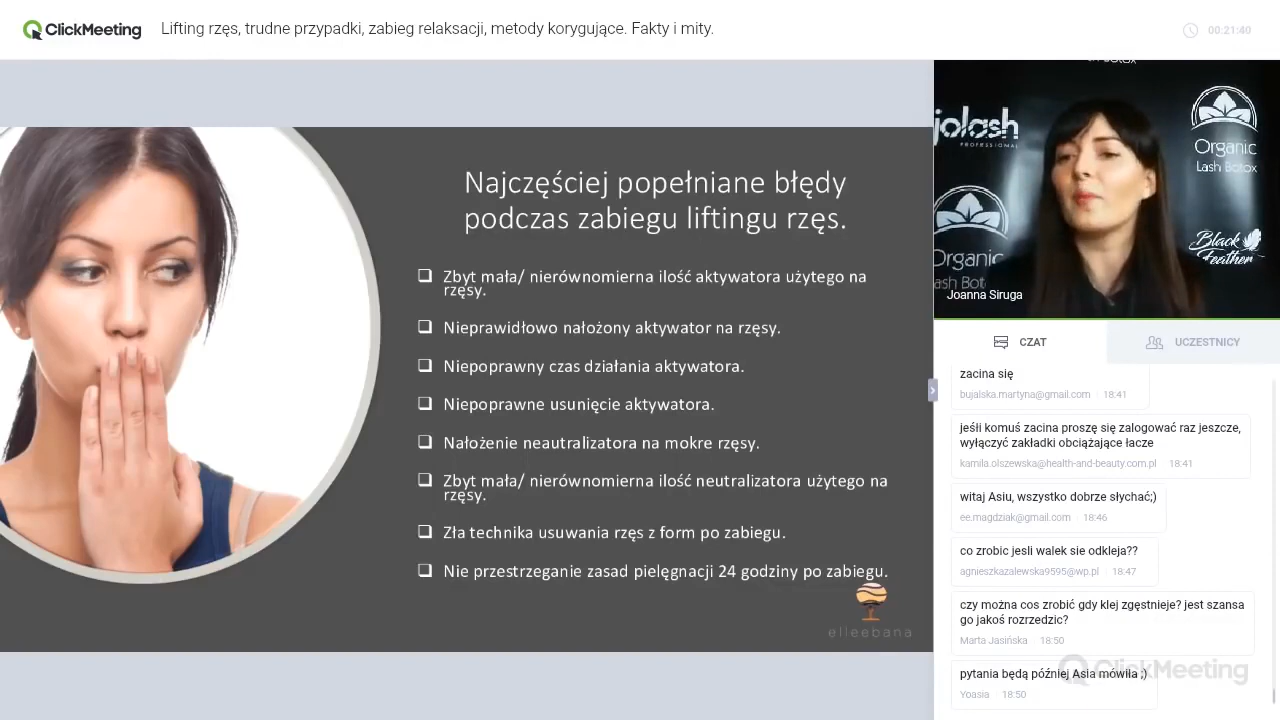 ClickMeeting
Lifting rzęs, trudne przypadki, zabieg relaksacji, metody korygujące. Fakty i mity.
00:21:40
Najczęściej popełniane błędy
podczas zabiegu liftingu rzęs.
Zbyt mała/ nierównomierna ilość aktywatora użytego na
rzęsy.
Nieprawidłowo nałożony aktywator na rzęsy.
Niepoprawny czas działania aktywatora.
Niepoprawne usunięcie aktywatora.
Nałożenie neautralizatora na mokre rzęsy.
Zbyt mała/ nierównomierna ilość neutralizatora użytego na
rzęsy.
Zła technika usuwania rzęs z form po zabiegu.
Nie przestrzeganie zasad pielęgnacji 24 godziny po zabiegu.
elleebana
jolash
PROFESSIONAL
Organic
Lash Botox
Organic
Lash Bot
Black
Feather
Joanna Siruga
CZAT
UCZESTNICY
zacina się
bujalska.martyna@gmail.com · 18:41
jeśłi komuś zacina proszę się zalogować raz jeszcze,
wyłączyć zakładki obciążające łacze
kamila.olszewska@health-and-beauty.com.pl · 18:41
witaj Asiu, wszystko dobrze słychać;)
ee.magdziak@gmail.com · 18:46
co zrobic jesli walek sie odkleja??
agnieszkazalewska9595@wp.pl · 18:47
czy można cos zrobić gdy klej zgęstnieje? jest szansa
go jakoś rozrzedzic?
Marta Jasińska · 18:50
pytania będą później Asia mówiła ;)
Yoasia · 18:50
ClickMeeting